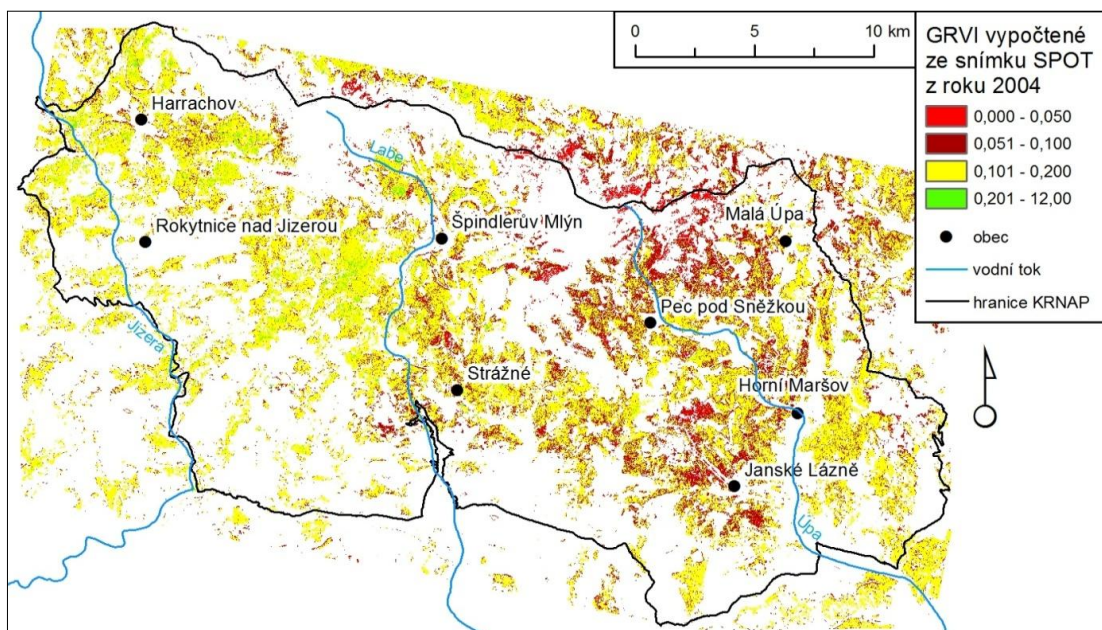 0 5 10 km
GRVI vypočtené
ze snímku SPOT
z roku 2004
0,000 - 0,050
0,051 - 0,100
0,101 - 0,200
0,201 - 12,00
obec
vodní tok
hranice KRNAP
Harrachov
Labe
Rokytnice nad Jizerou
Špindlerův Mlýn
Malá Úpa
Pec pod Sněžkou
Jizera
Strážné
Horní Maršov
Janské Lázně
Úpa